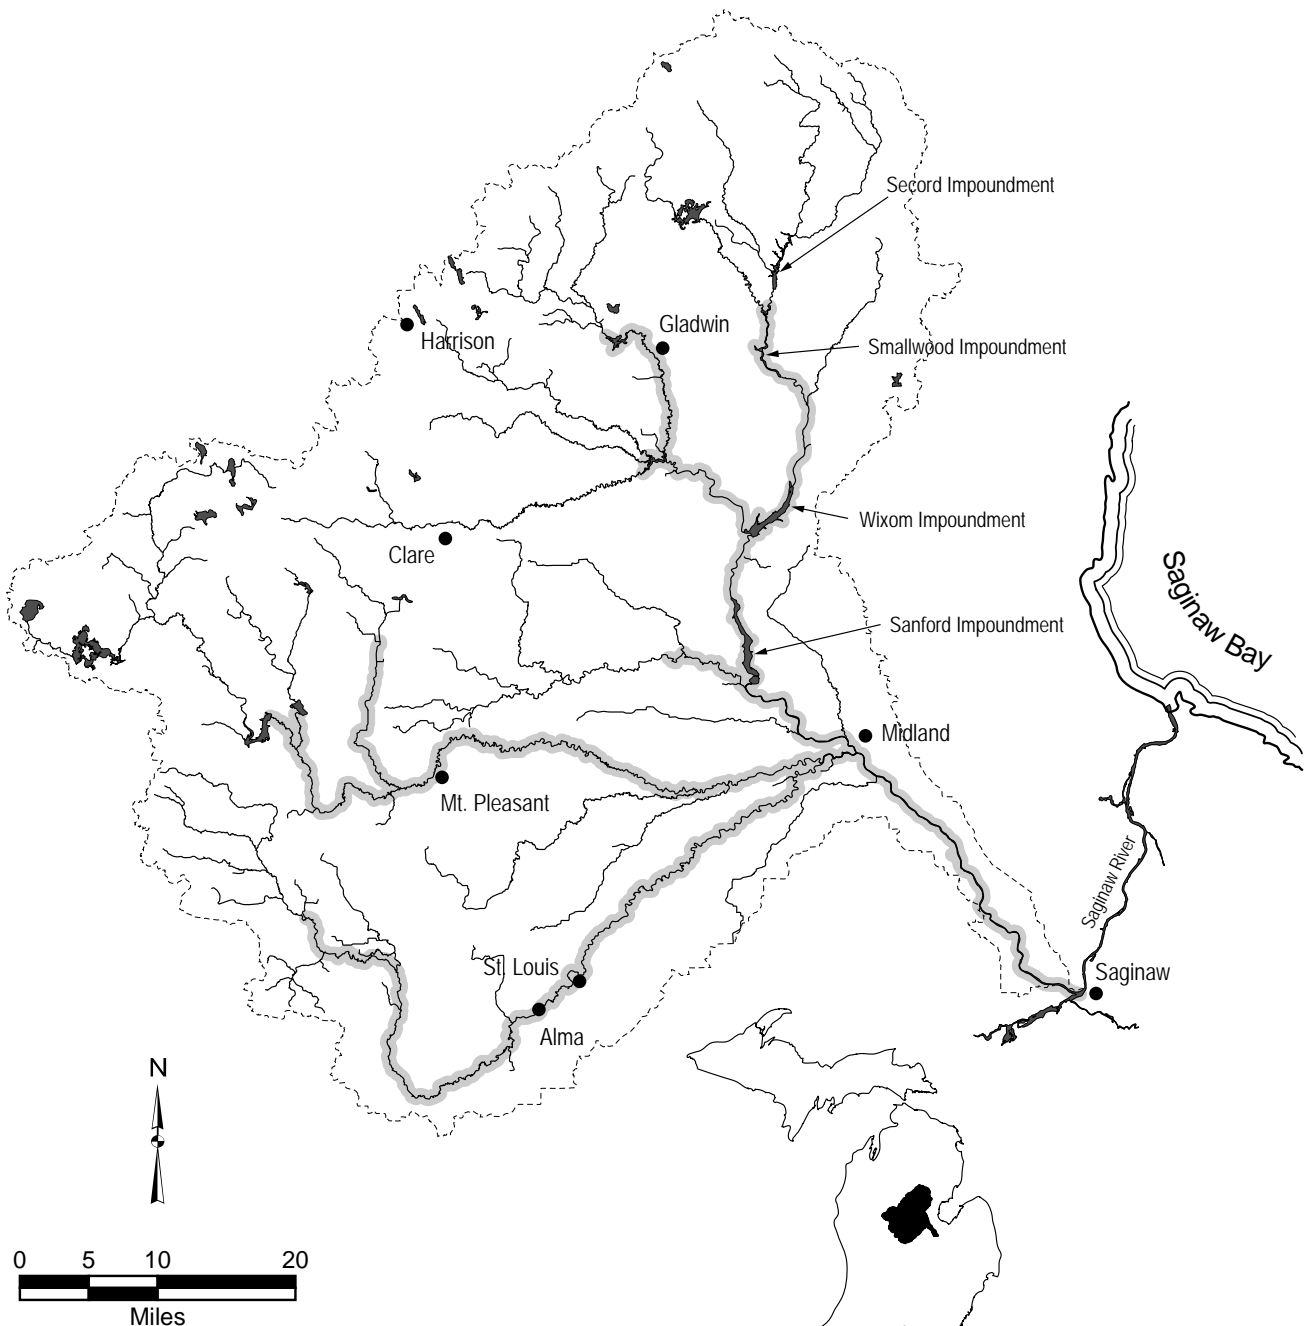 Secord Impoundment
Gladwin
Harrison
Smallwood Impoundment
Wixom Impoundment
Clare
Saginaw Bay
Sanford Impoundment
Midland
Mt. Pleasant
Saginaw River
St. Louis
Saginaw
Alma
N
0 5 10 20
Miles